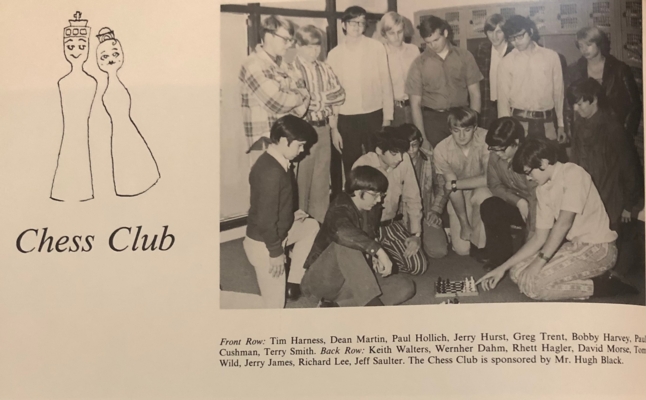 Chess Club
Front Row: Tim Harness, Dean Martin, Paul Hollich, Jerry Hurst, Greg Trent, Bobby Harvey, Paul
Cushman, Terry Smith. Back Row: Keith Walters, Wernher Dahm, Rhett Hagler, David Morse, Tom
Wild, Jerry James, Richard Lee, Jeff Saulter. The Chess Club is sponsored by Mr. Hugh Black.